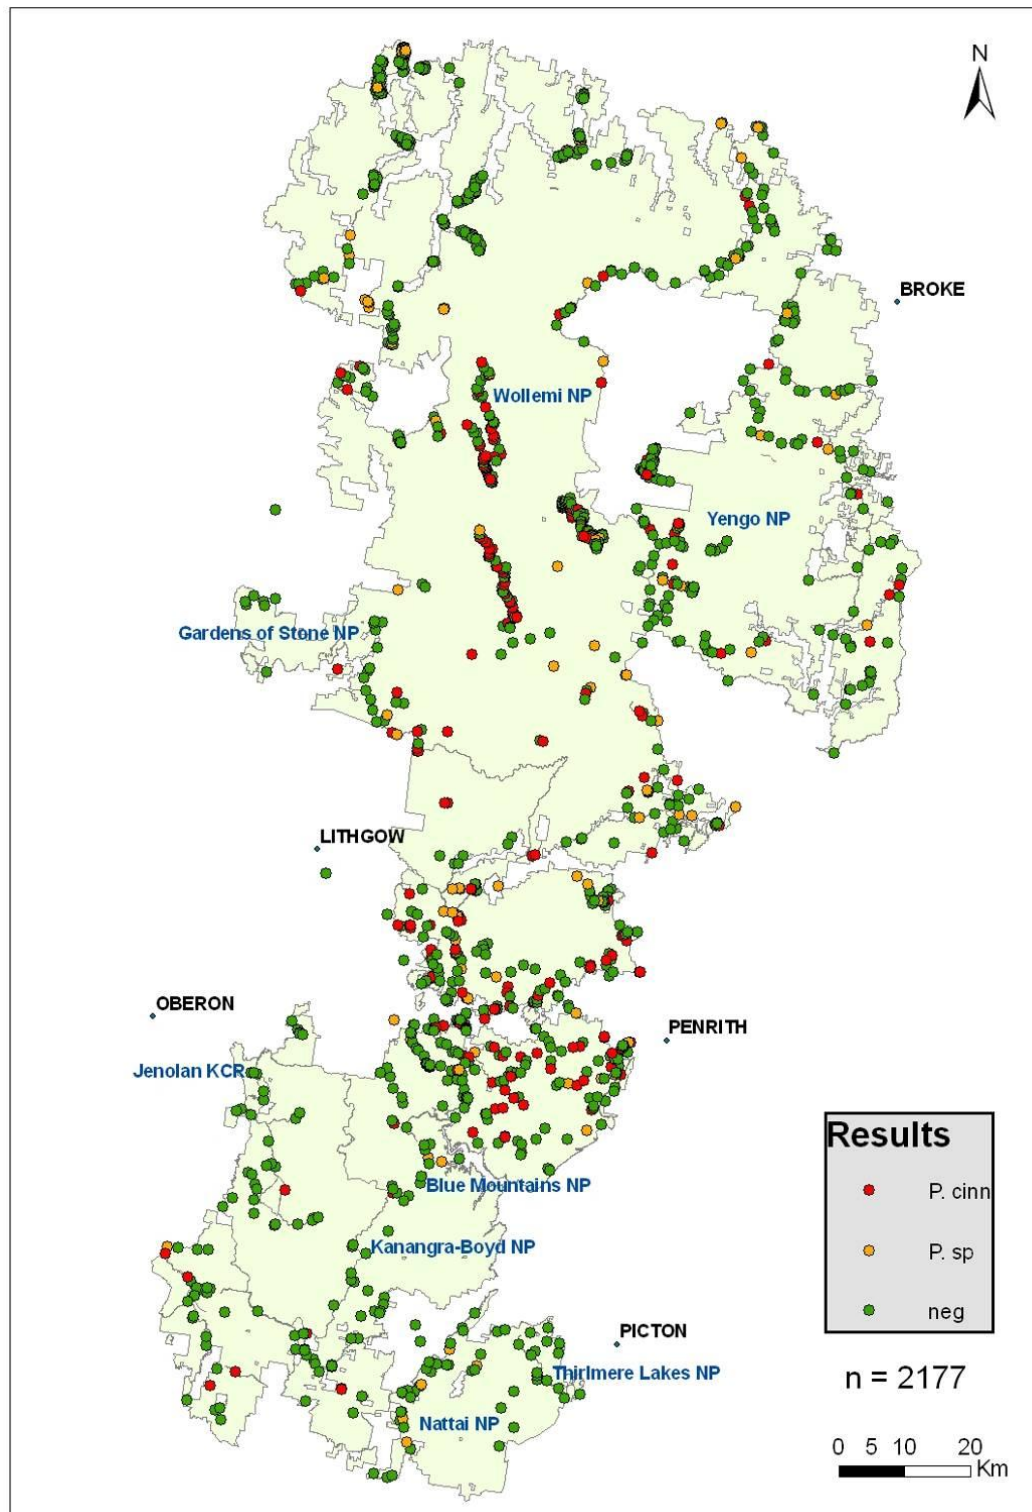 N
BROKE
Wollemi NP
Yengo NP
Gardens of Stone NP
LITHGOW
OBERON
PENRITH
Jenolan KCR
Results
P. cinn
Blue Mountains NP
Kanangra-Boyd NP
P. sp
neg
PICTON
Thirlmere Lakes NP
n = 2177
Nattai NP
0 5 10 20
Km